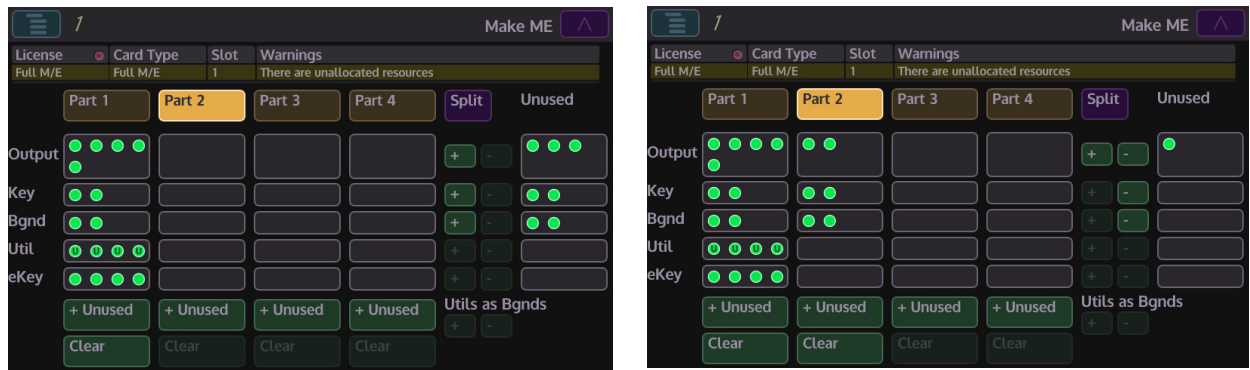 1 Make ME
License Card Type Slot Warnings
Full M/E Full M/E 1 There are unallocated resources
Part 1 Part 2 Part 3 Part 4 Split Unused
Output + -
Key + -
Bgnd + -
Util U U U U + -
eKey + -
+ Unused + Unused + Unused + Unused Utils as Bgnds
+ -
Clear Clear Clear Clear
1 Make ME
License Card Type Slot Warnings
Full M/E Full M/E 1 There are unallocated resources
Part 1 Part 2 Part 3 Part 4 Split Unused
Output + -
Key + -
Bgnd + -
Util U U U U + -
eKey + -
+ Unused + Unused + Unused + Unused Utils as Bgnds
+ -
Clear Clear Clear Clear